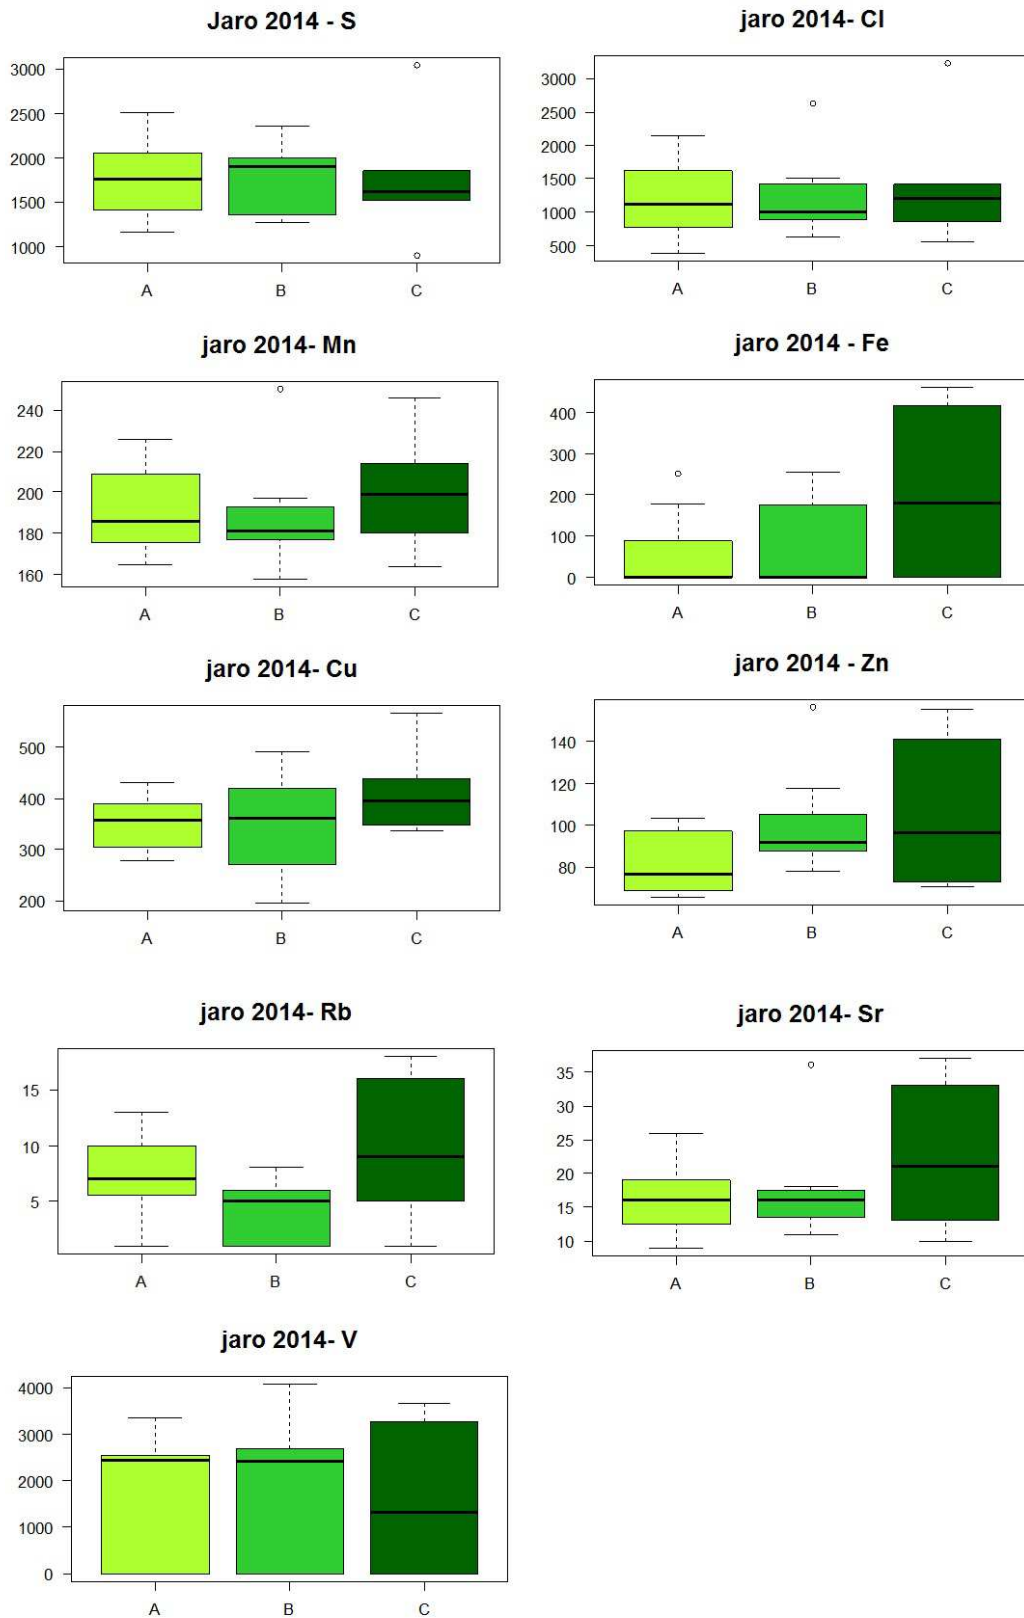 Jaro 2014 - S
3000
2500
2000
1500
1000
A B C
jaro 2014- Cl
3000
2500
2000
1500
1000
500
A B C
jaro 2014- Mn
240
220
200
180
160
A B C
jaro 2014 - Fe
400
300
200
100
0
A B C
jaro 2014- Cu
500
400
300
200
A B C
jaro 2014 - Zn
140
120
100
80
A B C
jaro 2014- Rb
15
10
5
A B C
jaro 2014- Sr
35
30
25
20
15
10
A B C
jaro 2014- V
4000
3000
2000
1000
0
A B C